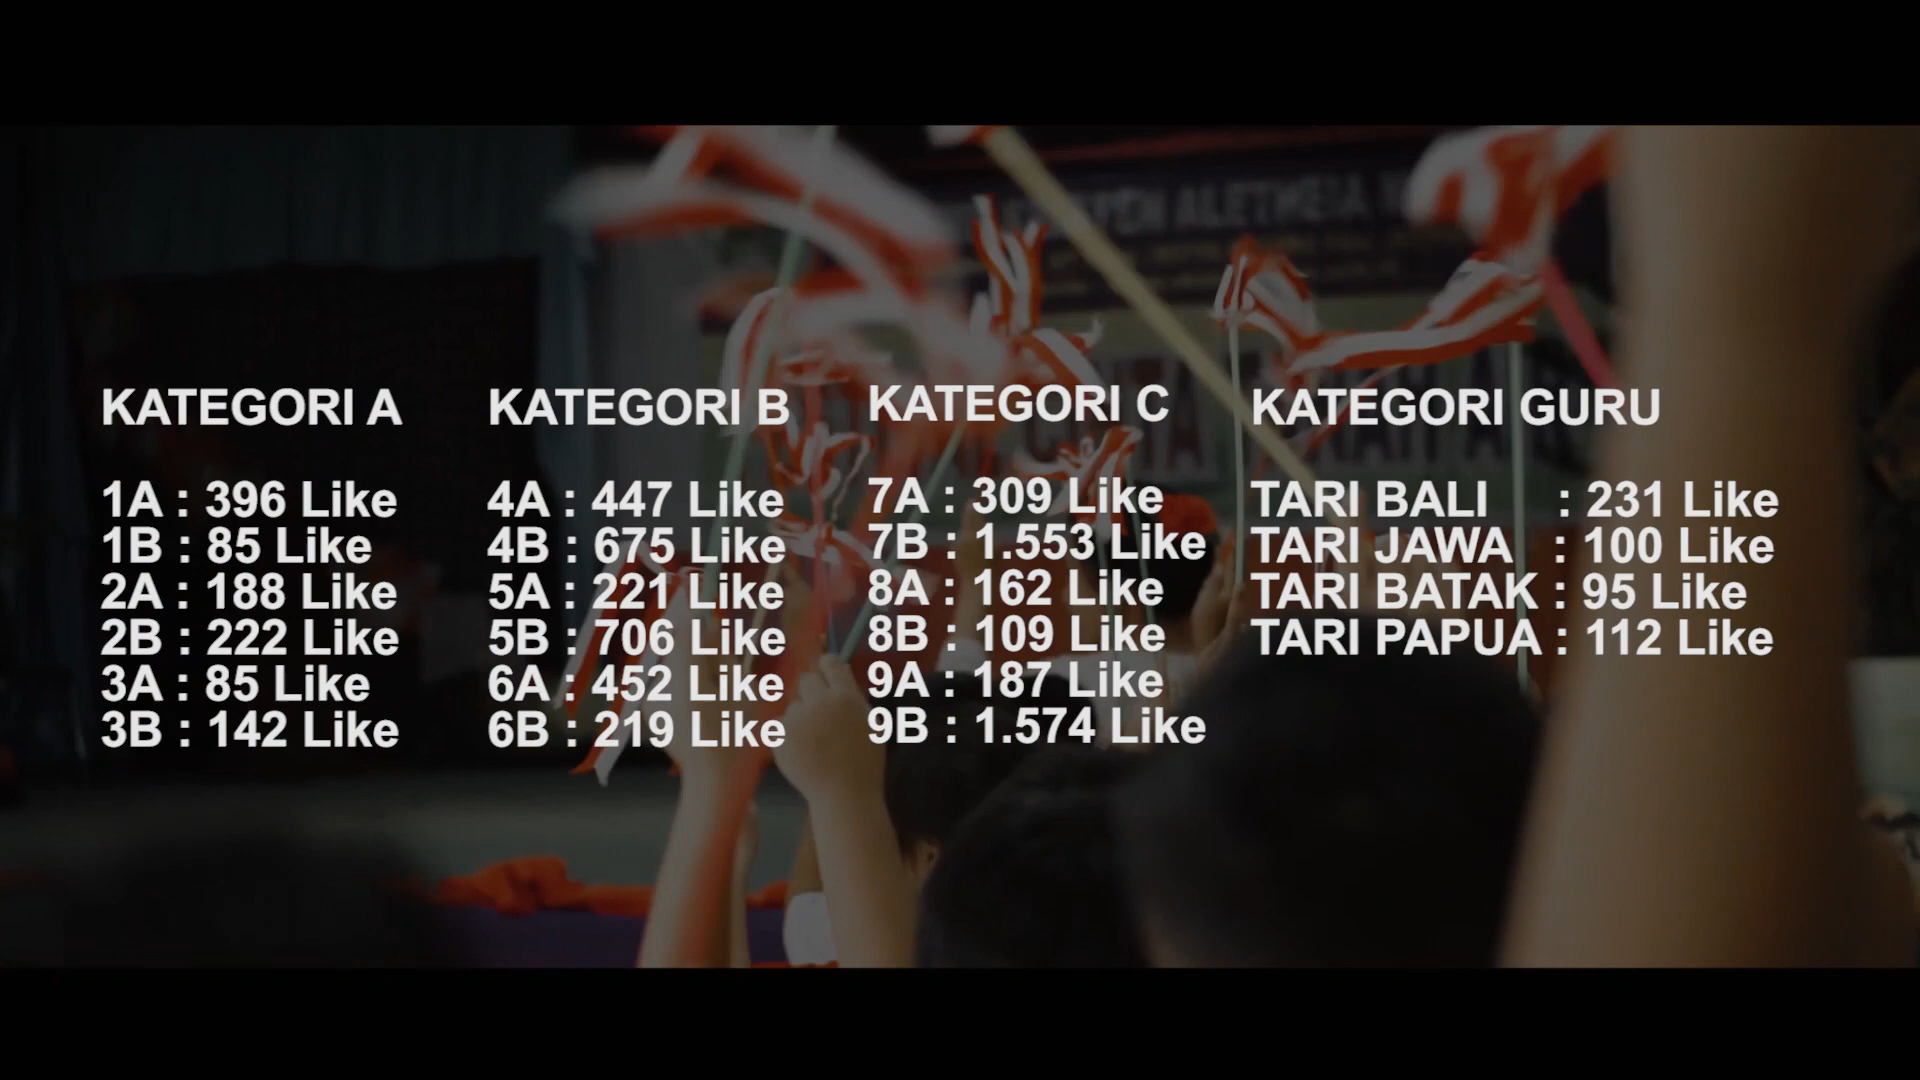 KATEGORI A
1A : 396 Like
1B : 85 Like
2A : 188 Like
2B : 222 Like
3A : 85 Like
3B : 142 Like
KATEGORI B
4A : 447 Like
4B : 675 Like
5A : 221 Like
5B : 706 Like
6A : 452 Like
6B : 219 Like
KATEGORI C
7A : 309 Like
7B : 1.553 Like
8A : 162 Like
8B : 109 Like
9A : 187 Like
9B : 1.574 Like
KATEGORI GURU
TARI BALI : 231 Like
TARI JAWA : 100 Like
TARI BATAK : 95 Like
TARI PAPUA : 112 Like
ALETHEIA